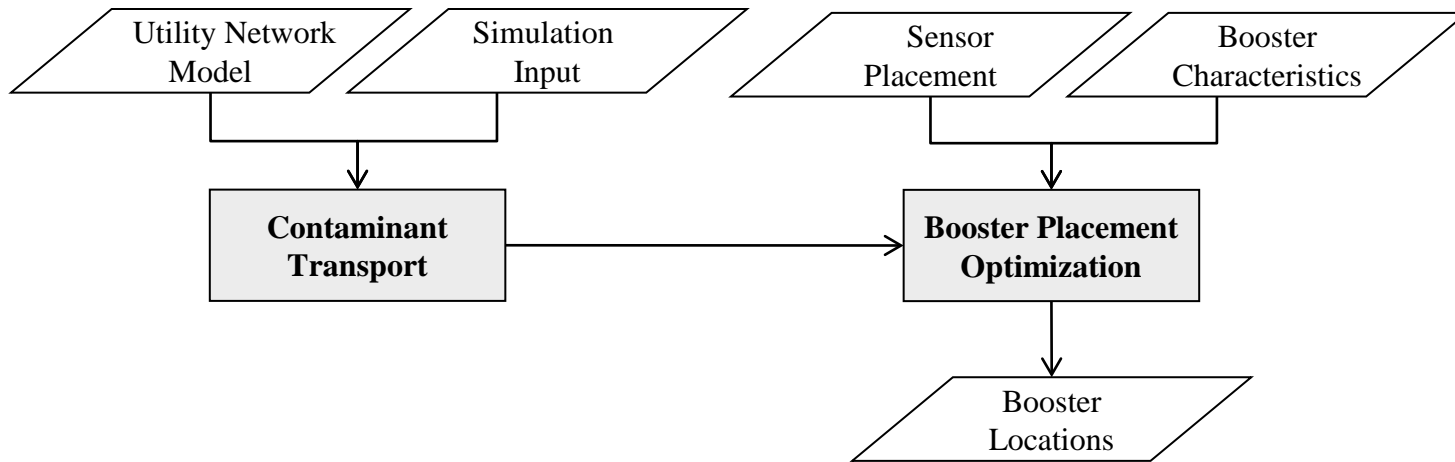 Utility Network
Model
Simulation
Input
Sensor
Placement
Booster
Characteristics
Contaminant
Transport
Booster Placement
Optimization
Booster
Locations